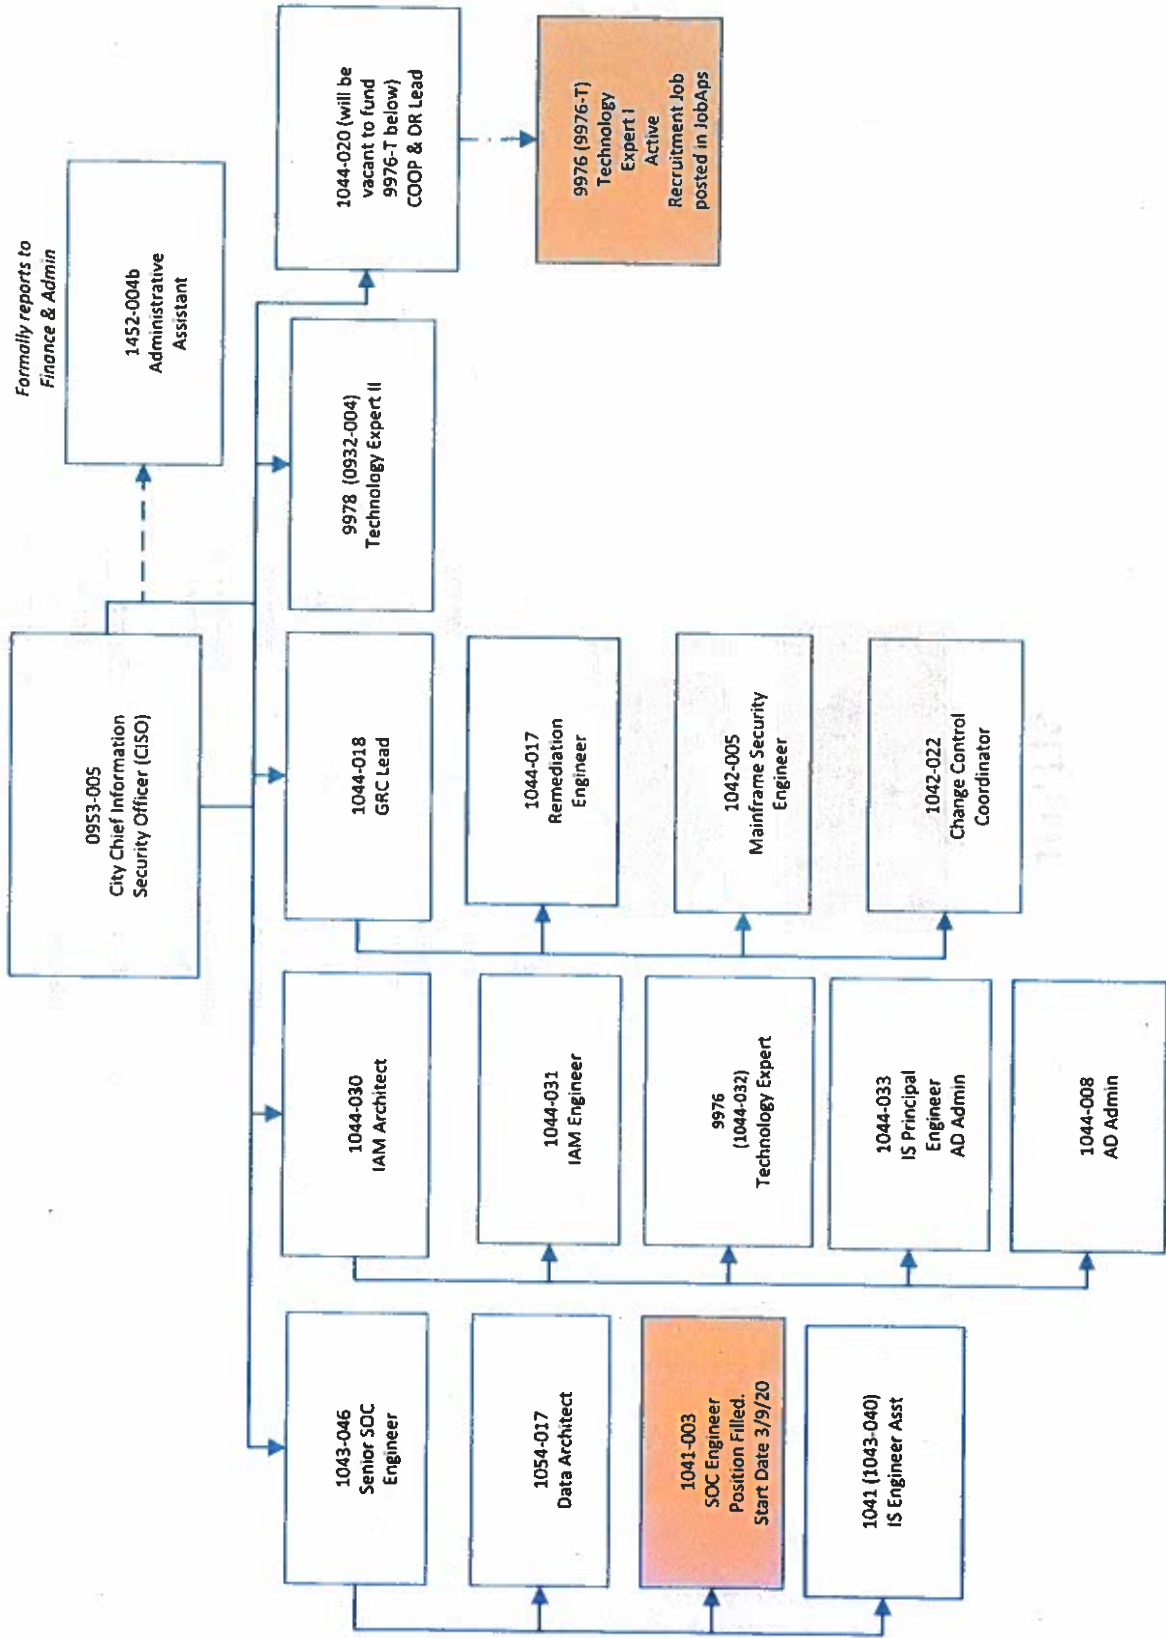 Formally reports to
Finance & Admin
0953-005
City Chief Information
Security Officer (CISO)
1452-004b
Administrative
Assistant
1043-046
Senior SOC
Engineer
1044-030
IAM Architect
1044-018
GRC Lead
9978 (0932-004)
Technology Expert II
1044-020 (will be
vacant to fund
9976-T below)
COOP & DR Lead
1054-017
Data Architect
1041-003
SOC Engineer
Position Filled.
Start Date 3/9/20
1041 (1043-040)
IS Engineer Asst
1044-031
IAM Engineer
9976
(1044-032)
Technology Expert
1044-033
IS Principal
Engineer
AD Admin
1044-008
AD Admin
1044-017
Remediation
Engineer
1042-005
Mainframe Security
Engineer
1042-022
Change Control
Coordinator
9976 (9976-T)
Technology
Expert I
Active
Recruitment Job
posted in JobAps